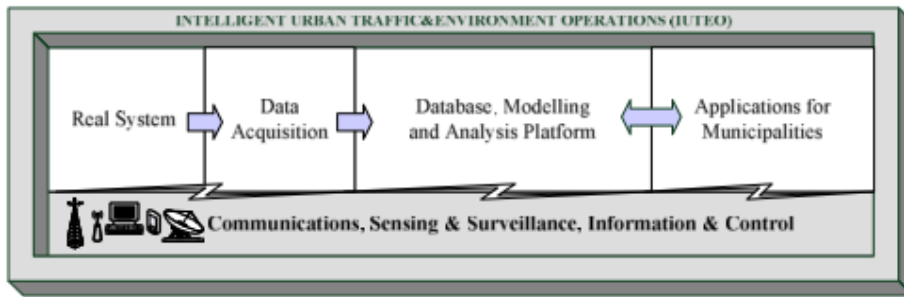 INTELLIGENT URBAN TRAFFIC&ENVIRONMENT OPERATIONS (IUTEO)
Real System
Data
Acquisition
Database, Modelling
and Analysis Platform
Applications for
Municipalities
Communications, Sensing & Surveillance, Information & Control